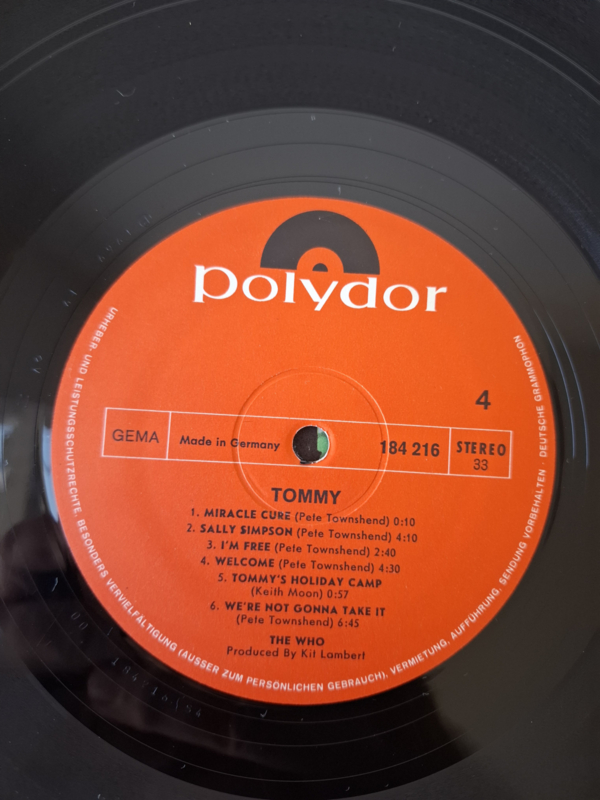 polydor
4
GEMA
Made in Germany
184 216
STEREO
33
TOMMY
1. MIRACLE CURE (Pete Townshend) 0:10
2. SALLY SIMPSON (Pete Townshend) 4:10
3. I'M FREE (Pete Townshend) 2:40
4. WELCOME (Pete Townshend) 4:30
5. TOMMY'S HOLIDAY CAMP
(Keith Moon) 0:57
6. WE'RE NOT GONNA TAKE IT
(Pete Townshend) 6:45
THE WHO
Produced By Kit Lambert
URHEBER- UND LEISTUNGSSCHUTZRECHTE, BESONDERS VERVIELFÄLTIGUNG (AUSSER ZUM PERSÖNLICHEN GEBRAUCH), VERMIETUNG, AUFFÜHRUNG, SENDUNG VORBEHALTEN · DEUTSCHE GRAMMOPHON